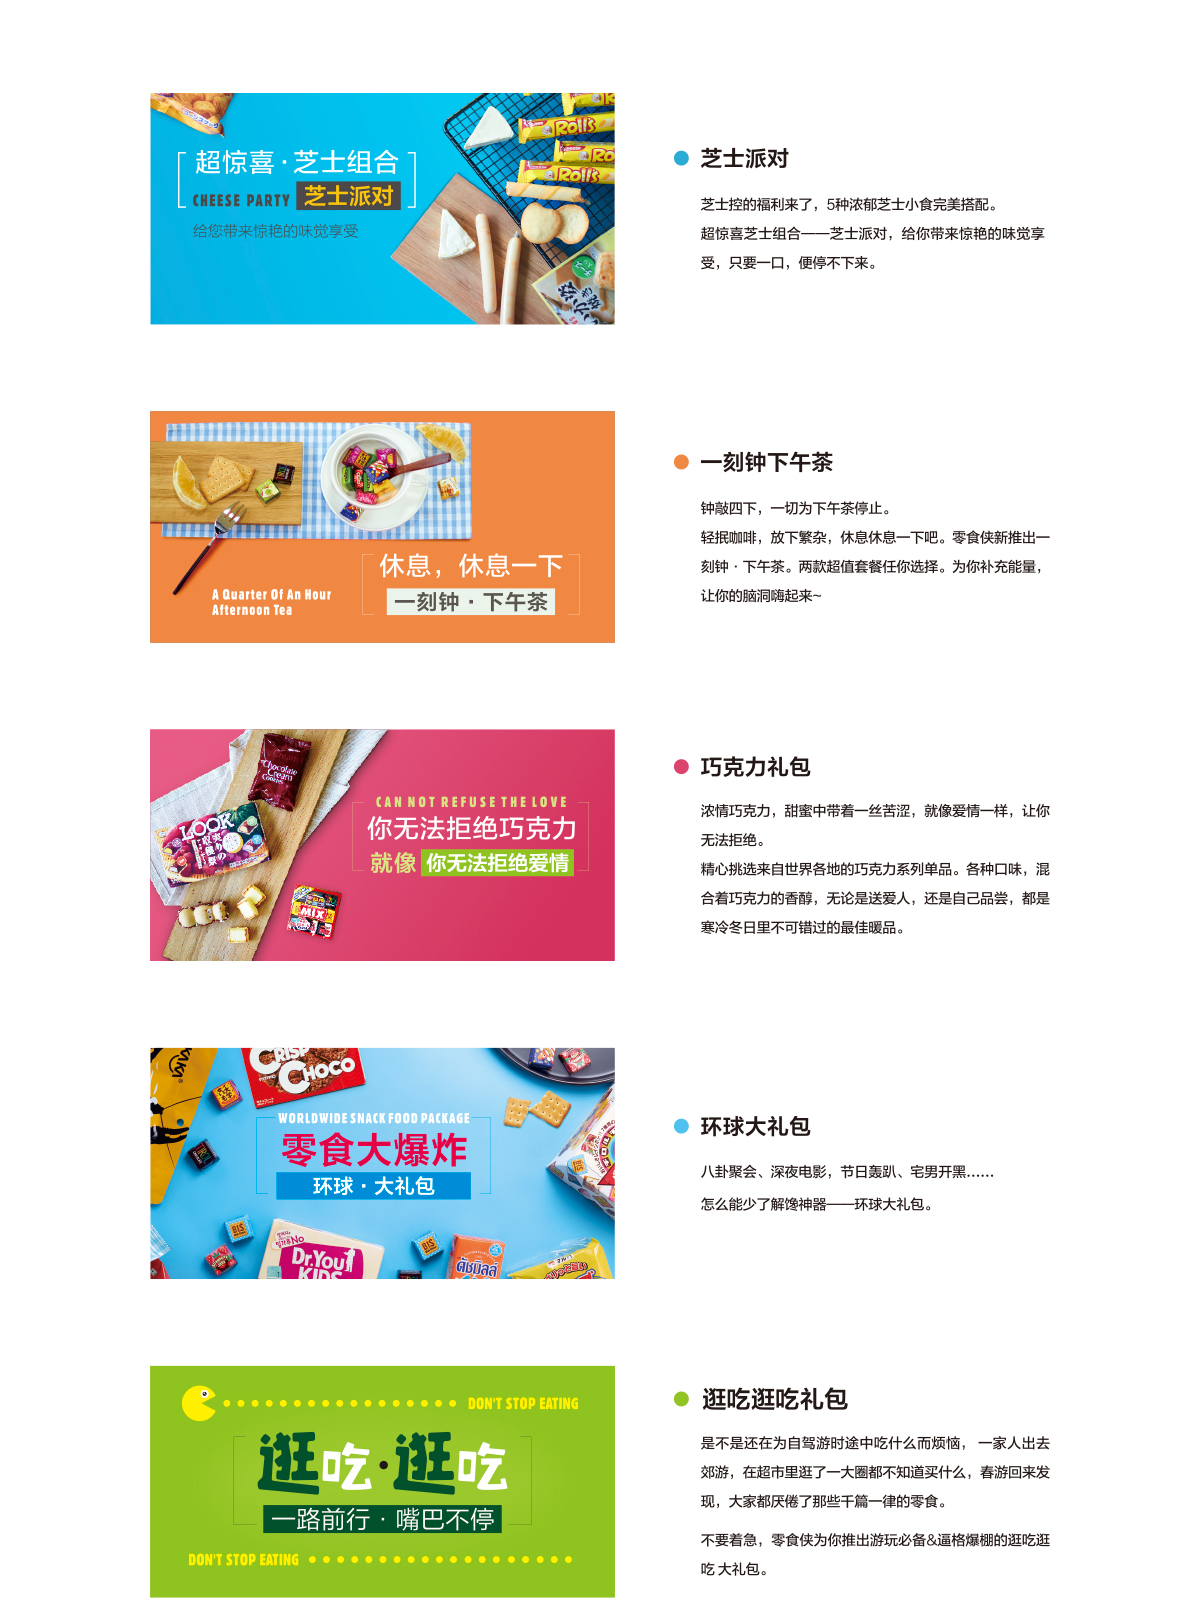 超惊喜·芝士组合
CHEESE PARTY 芝士派对
给您带来惊艳的味觉享受
Roll's
Roll's
Roll's
芝士派对
芝士控的福利来了，5种浓郁芝士小食完美搭配。
超惊喜芝士组合——芝士派对，给你带来惊艳的味觉享
受，只要一口，便停不下来。
休息，休息一下
一刻钟·下午茶
A Quarter Of An Hour
Afternoon Tea
一刻钟下午茶
钟敲四下，一切为下午茶停止。
轻抿咖啡，放下繁杂，休息休息一下吧。零食侠新推出一
刻钟·下午茶。两款超值套餐任你选择。为你补充能量，
让你的脑洞嗨起来~
Chocolate
Cream
LOOK
MIX
CAN NOT REFUSE THE LOVE
你无法拒绝巧克力
就像 你无法拒绝爱情
巧克力礼包
浓情巧克力，甜蜜中带着一丝苦涩，就像爱情一样，让你
无法拒绝。
精心挑选来自世界各地的巧克力系列单品。各种口味，混
合着巧克力的香醇，无论是送爱人，还是自己品尝，都是
寒冷冬日里不可错过的最佳暖品。
CRISP
CHOCO
WORLDWIDE SNACK FOOD PACKAGE
零食大爆炸
环球·大礼包
BIS
BIS
No
Dr.You
KIDS
环球大礼包
八卦聚会、深夜电影，节日轰趴、宅男开黑……
怎么能少了解馋神器——环球大礼包。
DON'T STOP EATING
逛吃·逛吃
一路前行·嘴巴不停
DON'T STOP EATING
逛吃逛吃礼包
是不是还在为自驾游时途中吃什么而烦恼， 一家人出去
郊游，在超市里逛了一大圈都不知道买什么，春游回来发
现，大家都厌倦了那些千篇一律的零食。
不要着急，零食侠为你推出游玩必备&逼格爆棚的逛吃逛
吃 大礼包。